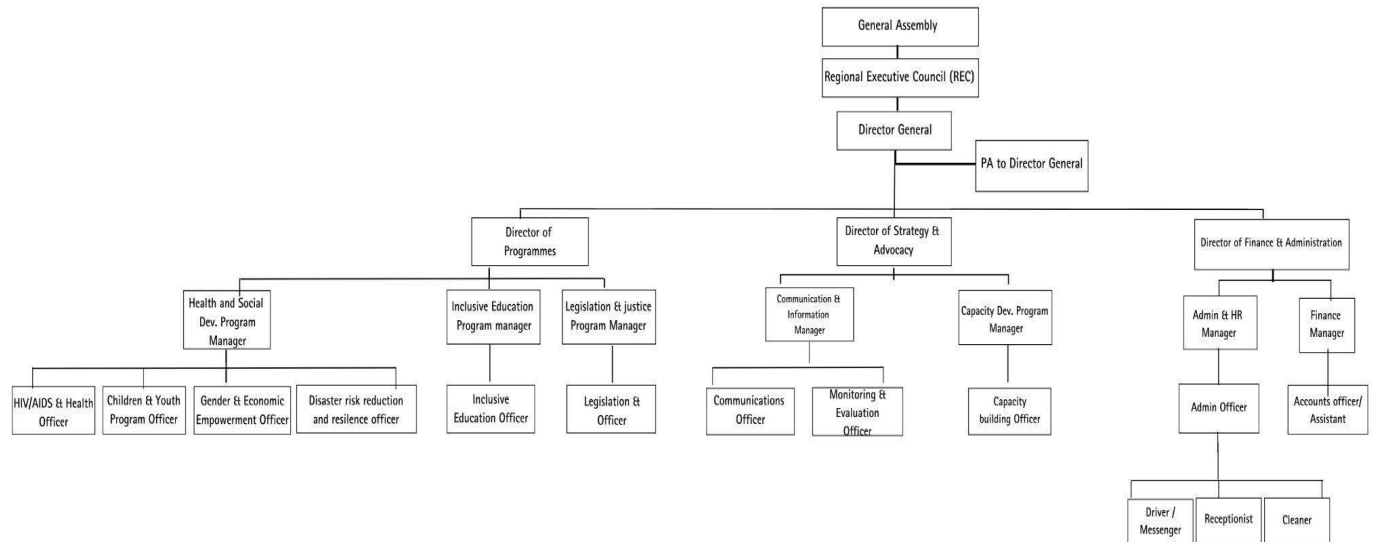 General Assembly
Regional Executive Council (REC)
Director General
PA to Director General
Director of
Programmes
Director of Strategy &
Advocacy
Director of Finance & Administration
Health and Social
Dev. Program
Manager
Inclusive Education
Program manager
Legislation & justice
Program Manager
Communication &
Information
Manager
Capacity Dev. Program
Manager
Admin & HR
Manager
Finance
Manager
HIV/AIDS & Health
Officer
Children & Youth
Program Officer
Gender & Economic
Empowerment Officer
Disaster risk reduction
and resilence officer
Inclusive
Education Officer
Legislation &
Officer
Communications
Officer
Monitoring &
Evaluation
Officer
Capacity
building Officer
Admin Officer
Accounts officer/
Assistant
Driver /
Messenger
Receptionist
Cleaner